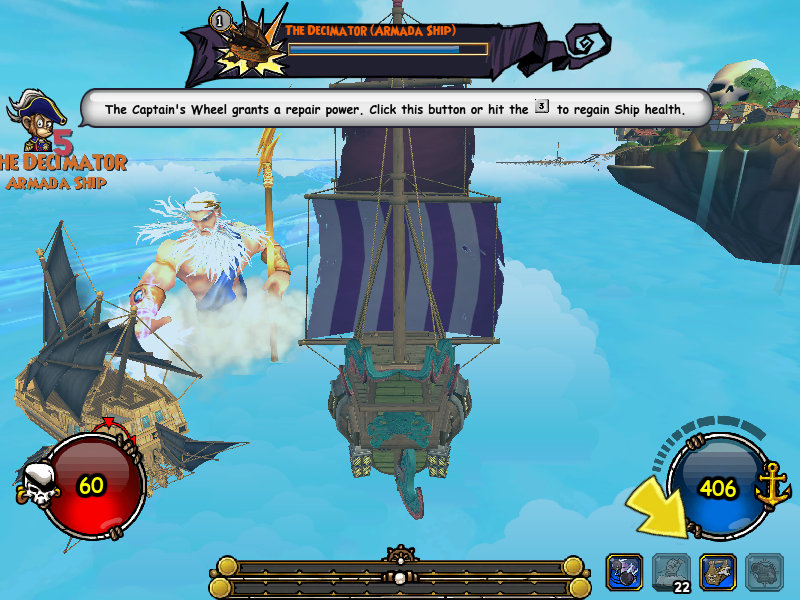 1
THE DECIMATOR (ARMADA SHIP)
The Captain's Wheel grants a repair power. Click this button or hit the 3 to regain Ship health.
5
HE DECIMATOR
ARMADA SHIP
60
406
22